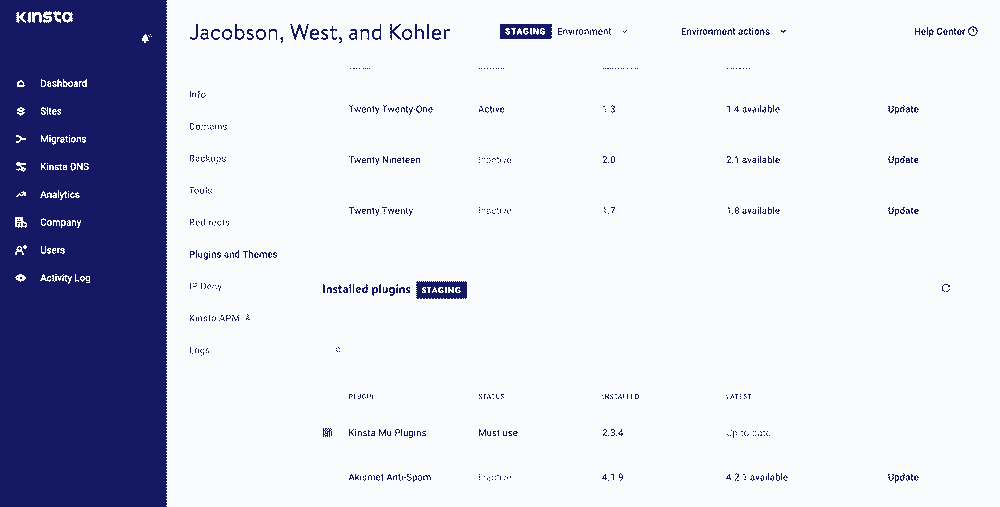 KINSTA
Jacobson, West, and Kohler
STAGING Environment
Environment actions
Help Center
Dashboard
Sites
Migrations
Kinsta DNS
Analytics
Company
Users
Activity Log
Info
Domains
Backups
Tools
Redirects
Plugins and Themes
IP Deny
Kinsta APM
Logs
Twenty Twenty-One Active 1.3 1.4 available Update
Twenty Nineteen Inactive 2.0 2.1 available Update
Twenty Twenty Inactive 1.7 1.8 available Update
Installed plugins STAGING
PLUGIN STATUS INSTALLED LATEST
Kinsta Mu Plugins Must use 2.3.4 Up to date
Akismet Anti-Spam Inactive 4.1.9 available Update